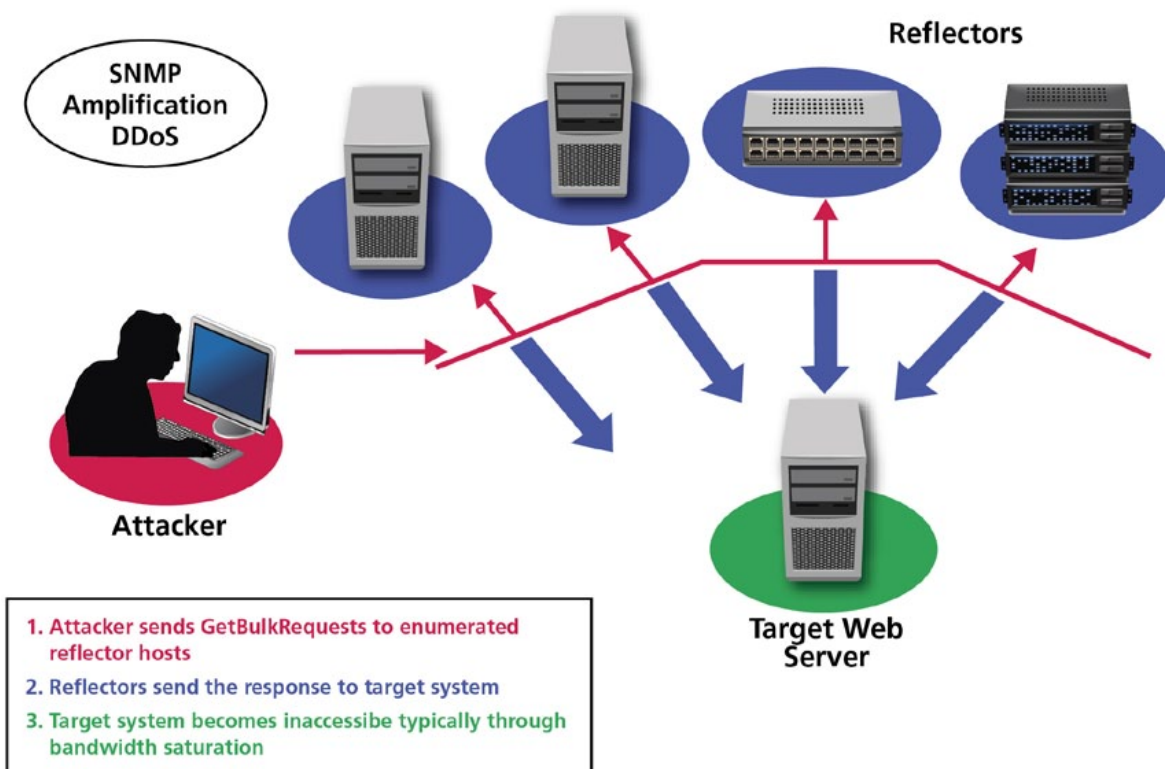 SNMP
Amplification
DDoS
Reflectors
Attacker
Target Web
Server
1. Attacker sends GetBulkRequests to enumerated
reflector hosts
2. Reflectors send the response to target system
3. Target system becomes inaccessibe typically through
bandwidth saturation